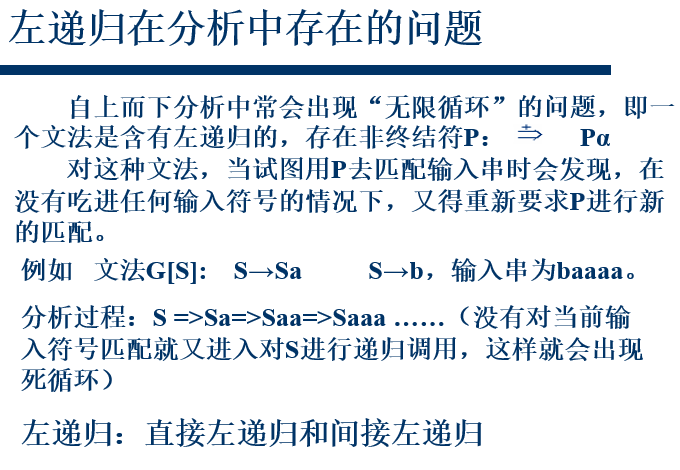 左递归在分析中存在的问题
自上而下分析中常会出现“无限循环”的问题，即一
个文法是含有左递归的，存在非终结符P： ⇒ Pα
对这种文法，当试图用P去匹配输入串时会发现，在
没有吃进任何输入符号的情况下，又得重新要求P进行新
的匹配。
例如 文法G[S]： S→Sa S→b，输入串为baaaa。
分析过程：S =>Sa=>Saa=>Saaa ……（没有对当前输
入符号匹配就又进入对S进行递归调用，这样就会出现
死循环）
左递归：直接左递归和间接左递归